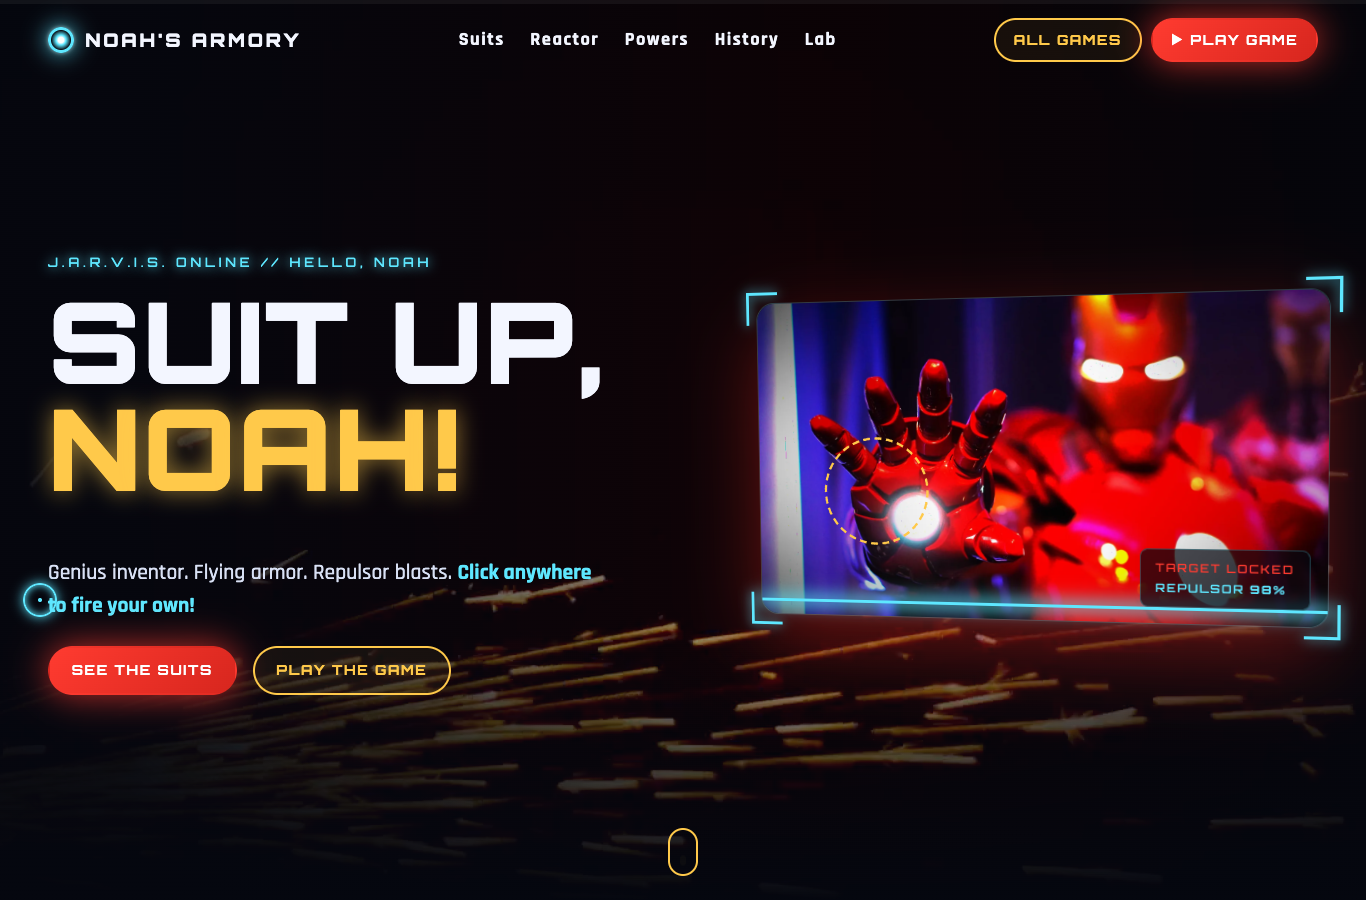 NOAH'S ARMORY
Suits Reactor Powers History Lab
ALL GAMES
PLAY GAME
J.A.R.V.I.S. ONLINE // HELLO, NOAH
SUIT UP,
NOAH!
Genius inventor. Flying armor. Repulsor blasts. Click anywhere
to fire your own!
SEE THE SUITS
PLAY THE GAME
TARGET LOCKED
REPULSOR 98%